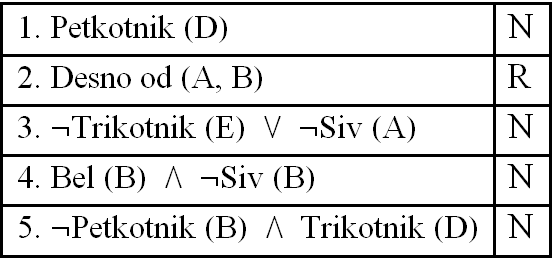 1. Petkotnik (D) N
2. Desno od (A, B) R
3. ¬Trikotnik (E) \/ ¬Siv (A) N
4. Bel (B) /\ ¬Siv (B) N
5. ¬Petkotnik (B) /\ Trikotnik (D) N